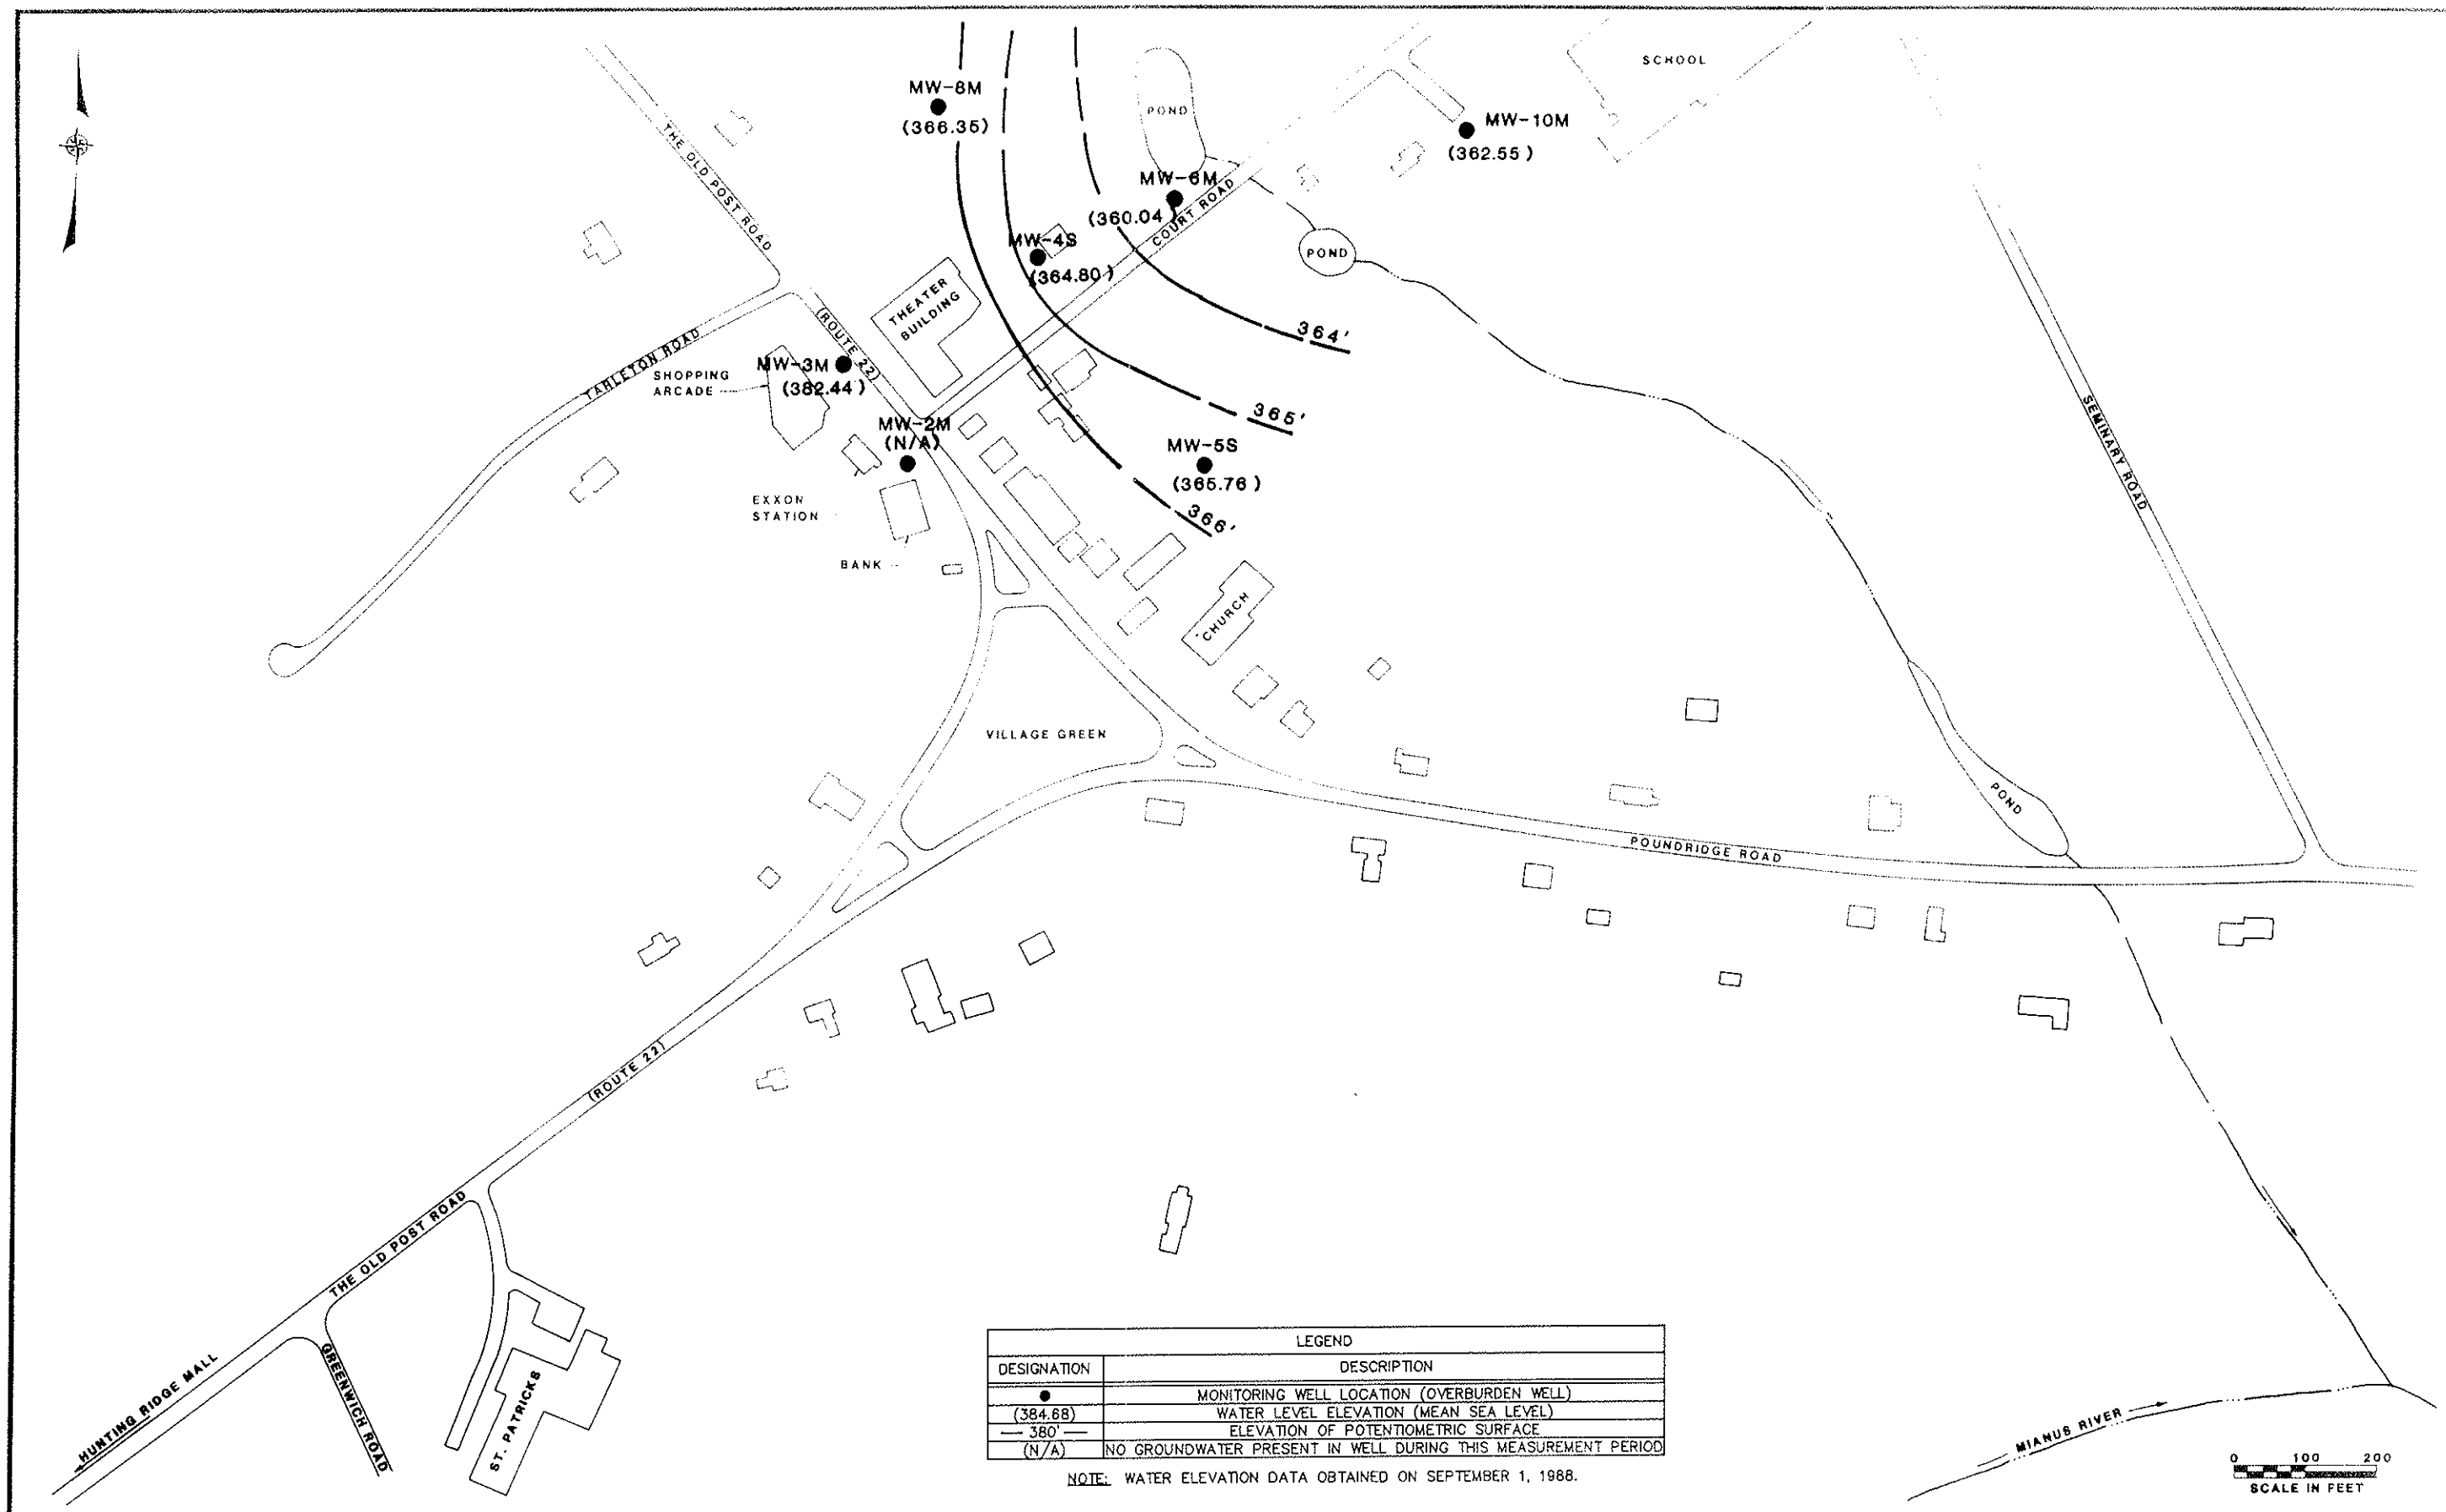 SCHOOL
MW-8M
(366.35)
POND
MW-10M
(362.55)
THE OLD POST ROAD
MW-6M
(360.04
COURT ROAD
MW-4S
(364.80)
POND
THEATER
BUILDING
(ROUTE 22)
364'
TARLETON ROAD
MW-3M
(382.44)
SHOPPING
ARCADE
365'
MW-2M
(N/A)
MW-5S
(365.76)
366'
SEMINARY ROAD
EXXON
STATION
BANK
CHURCH
VILLAGE GREEN
POND
POUNDRIDGE ROAD
(ROUTE 22)
THE OLD POST ROAD
HUNTING RIDGE MALL
GREENWICH ROAD
ST. PATRICKS
LEGEND
DESIGNATION DESCRIPTION
MONITORING WELL LOCATION (OVERBURDEN WELL)
(384.68) WATER LEVEL ELEVATION (MEAN SEA LEVEL)
— 380' — ELEVATION OF POTENTIOMETRIC SURFACE
(N/A) NO GROUNDWATER PRESENT IN WELL DURING THIS MEASUREMENT PERIOD
NOTE: WATER ELEVATION DATA OBTAINED ON SEPTEMBER 1, 1988.
MIANUS RIVER
0 100 200
SCALE IN FEET